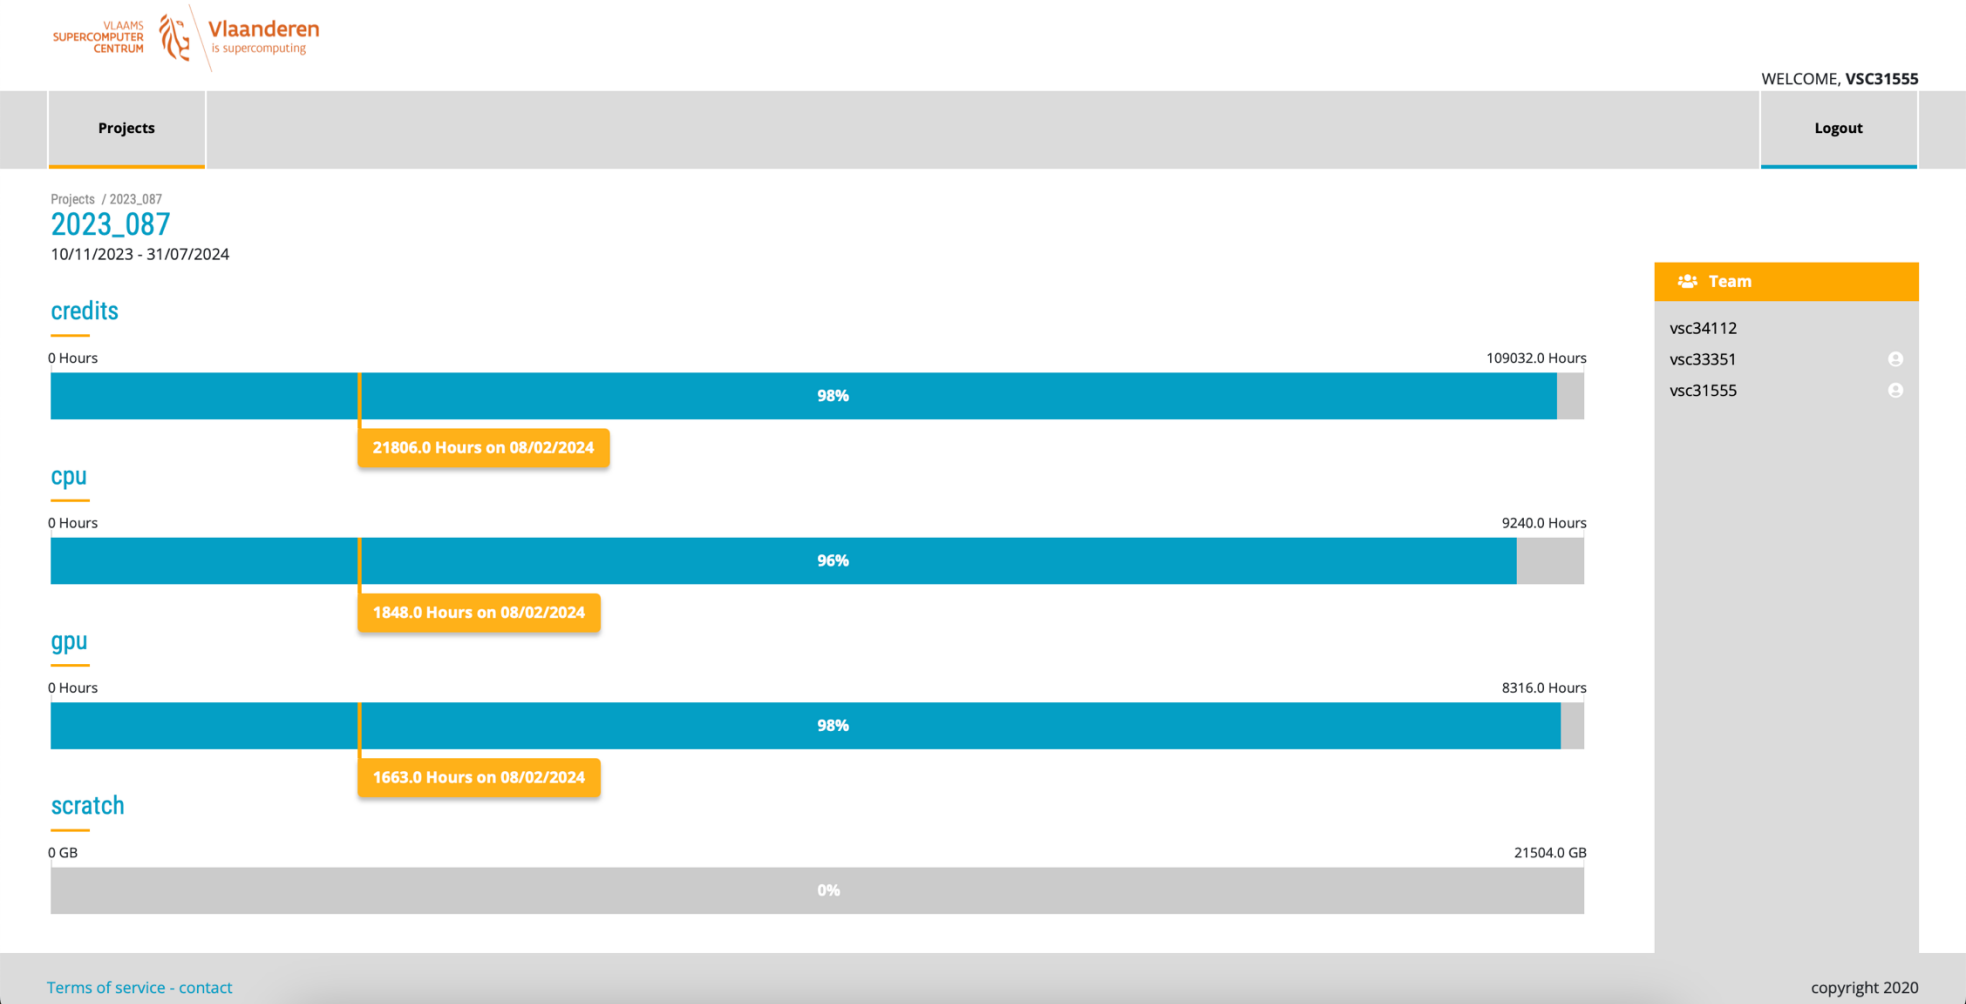 VLAAMS
SUPERCOMPUTER
CENTRUM
Vlaanderen
is supercomputing
WELCOME, VSC31555
Projects
Logout
Projects / 2023_087
2023_087
10/11/2023 - 31/07/2024
credits
0 Hours
109032.0 Hours
98%
21806.0 Hours on 08/02/2024
cpu
0 Hours
9240.0 Hours
96%
1848.0 Hours on 08/02/2024
gpu
0 Hours
8316.0 Hours
98%
1663.0 Hours on 08/02/2024
scratch
0 GB
21504.0 GB
0%
Team
vsc34112
vsc33351
vsc31555
Terms of service - contact
copyright 2020